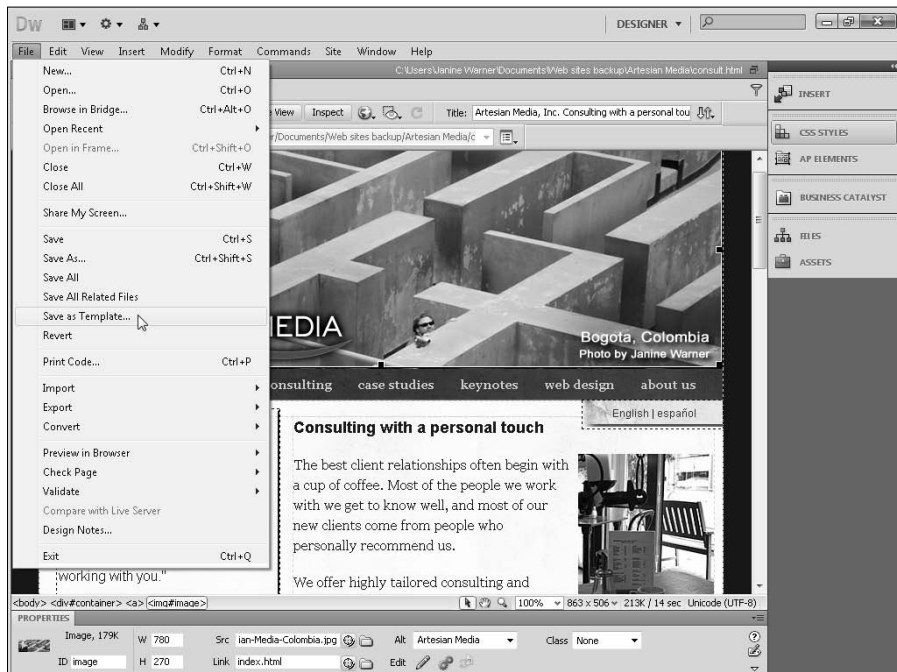 Dw
DESIGNER
File Edit View Insert Modify Format Commands Site Window Help
C:\Users\Janine Warner\Documents\Web sites backup\Artesian Media\consult.html
New... Ctrl+N
Open... Ctrl+O
Browse in Bridge... Ctrl+Alt+O
Open Recent
Open in Frame... Ctrl+Shift+O
Close Ctrl+W
Close All Ctrl+Shift+W
Share My Screen...
Save Ctrl+S
Save As... Ctrl+Shift+S
Save All
Save All Related Files
Save as Template...
Revert
Print Code... Ctrl+P
Import
Export
Convert
Preview in Browser
Check Page
Validate
Compare with Live Server
Design Notes...
Exit Ctrl+Q
View Inspect Title: Artesian Media, Inc. Consulting with a personal tou
r/Documents/Web sites backup/Artesian Media/c
EDIA
Bogota, Colombia
Photo by Janine Warner
onsulting case studies keynotes web design about us
English | español
Consulting with a personal touch
The best client relationships often begin with
a cup of coffee. Most of the people we work
with we get to know well, and most of our
new clients come from people who
personally recommend us.
We offer highly tailored consulting and
working with you."
INSERT
CSS STYLES
AP ELEMENTS
BUSINESS CATALYST
FILES
ASSETS
<body> <div#container> <a> <img#image> 100% 863 x 506 213K / 14 sec Unicode (UTF-8)
PROPERTIES
Image, 179K W 780 Src ian-Media-Colombia.jpg Alt Artesian Media Class None
ID image H 270 Link index.html Edit